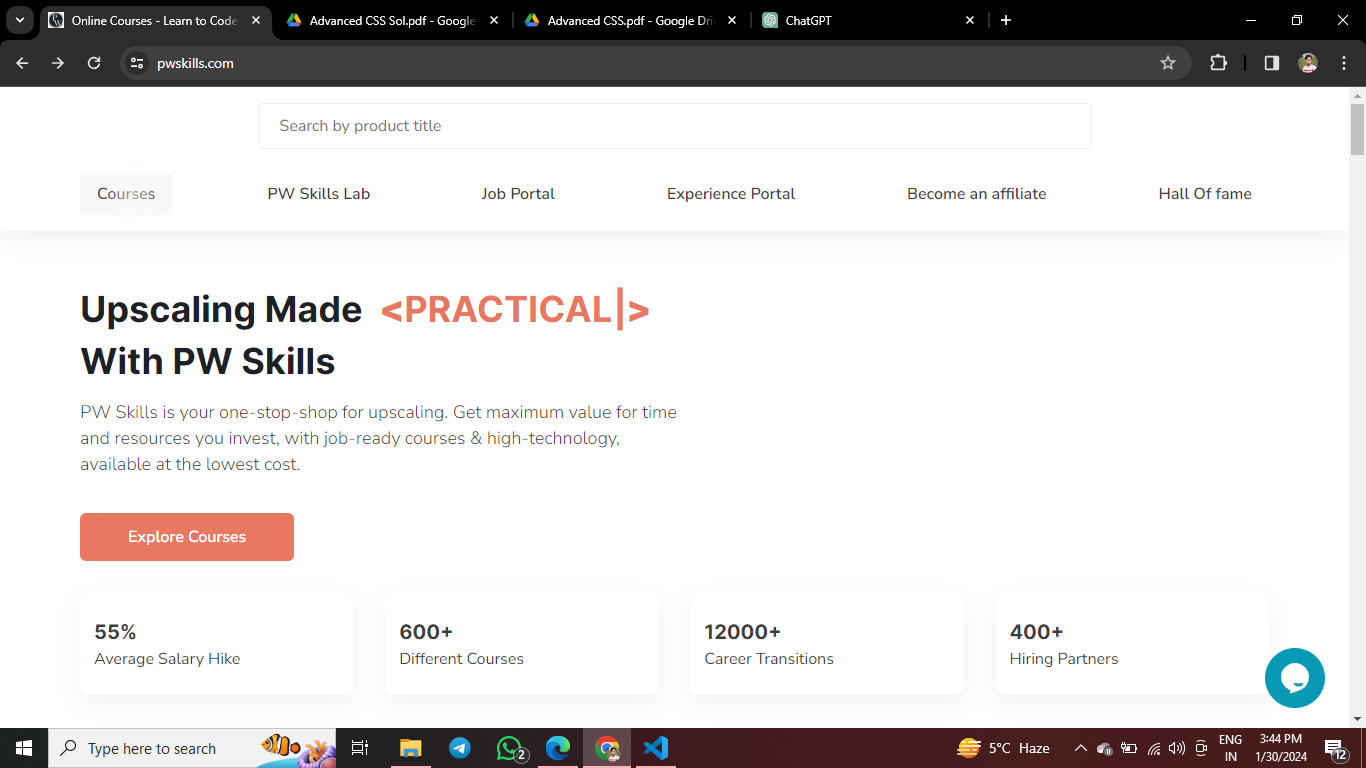 Online Courses - Learn to Code
Advanced CSS Sol.pdf - Google
Advanced CSS.pdf - Google Dri
ChatGPT
pwskills.com
Search by product title
Courses
PW Skills Lab
Job Portal
Experience Portal
Become an affiliate
Hall Of fame
Upscaling Made <PRACTICAL|>
With PW Skills
PW Skills is your one-stop-shop for upscaling. Get maximum value for time
and resources you invest, with job-ready courses & high-technology,
available at the lowest cost.
Explore Courses
55%
Average Salary Hike
600+
Different Courses
12000+
Career Transitions
400+
Hiring Partners
Type here to search
2
5°C Haze
ENG
IN
3:44 PM
1/30/2024
12